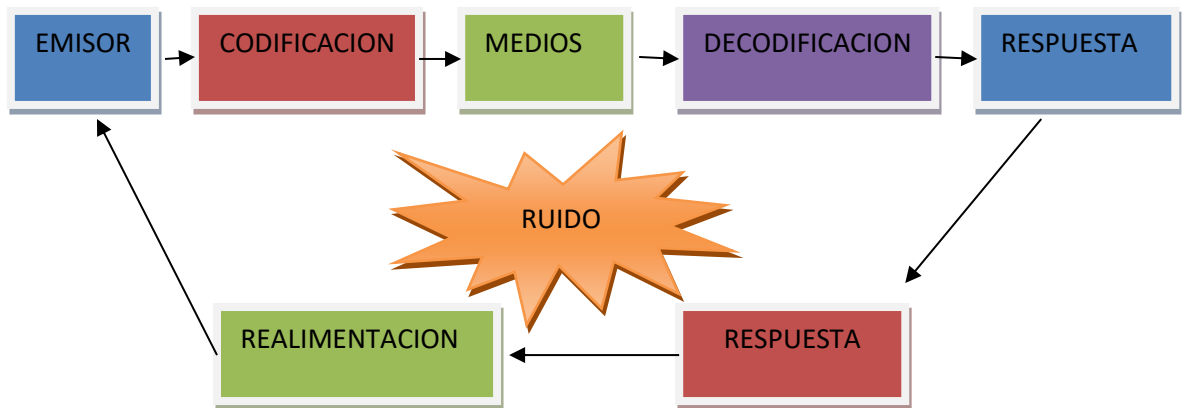 EMISOR
CODIFICACION
MEDIOS
DECODIFICACION
RESPUESTA
RUIDO
REALIMENTACION
RESPUESTA